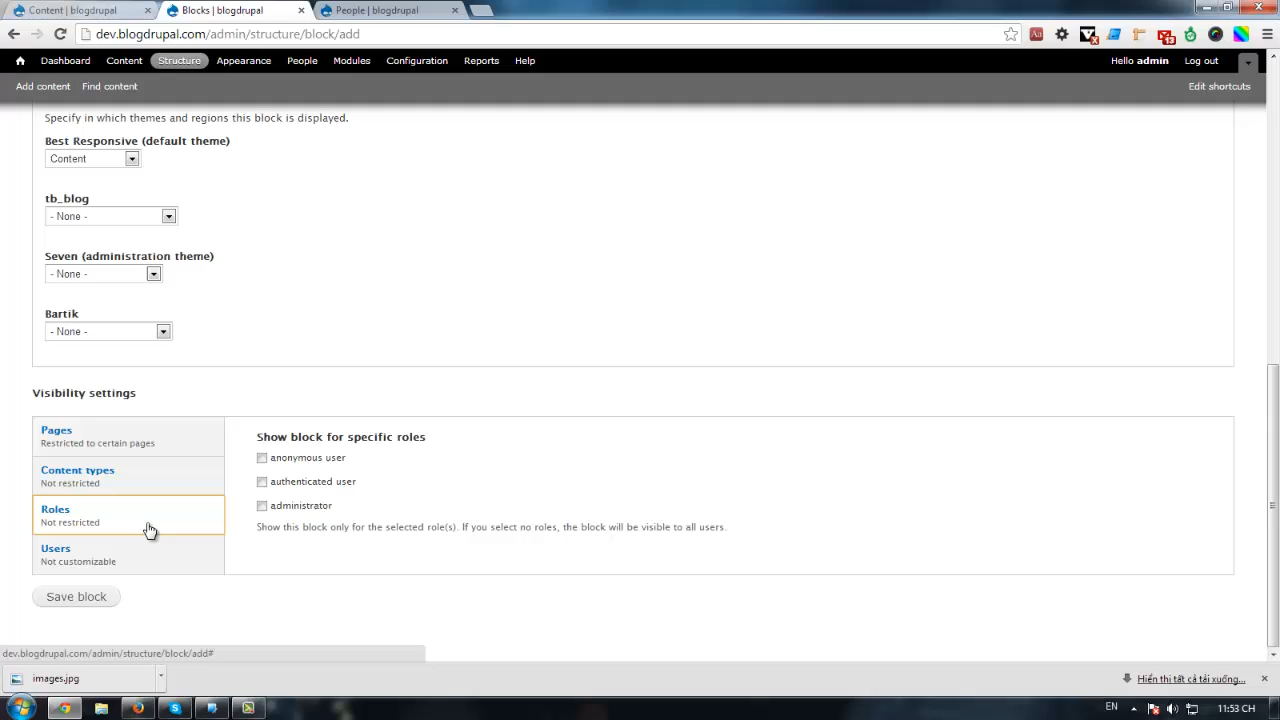 Content | blogdrupal
Blocks | blogdrupal
People | blogdrupal
dev.blogdrupal.com/admin/structure/block/add
13
Dashboard Content Structure Appearance People Modules Configuration Reports Help
Hello admin Log out
Add content Find content
Edit shortcuts
Specify in which themes and regions this block is displayed.
Best Responsive (default theme)
Content
tb_blog
- None -
Seven (administration theme)
- None -
Bartik
- None -
Visibility settings
Pages
Restricted to certain pages
Content types
Not restricted
Roles
Not restricted
Users
Not customizable
Show block for specific roles
anonymous user
authenticated user
administrator
Show this block only for the selected role(s). If you select no roles, the block will be visible to all users.
Save block
dev.blogdrupal.com/admin/structure/block/add#
images.jpg
Hiển thị tất cả tải xuống...
EN
11:53 CH